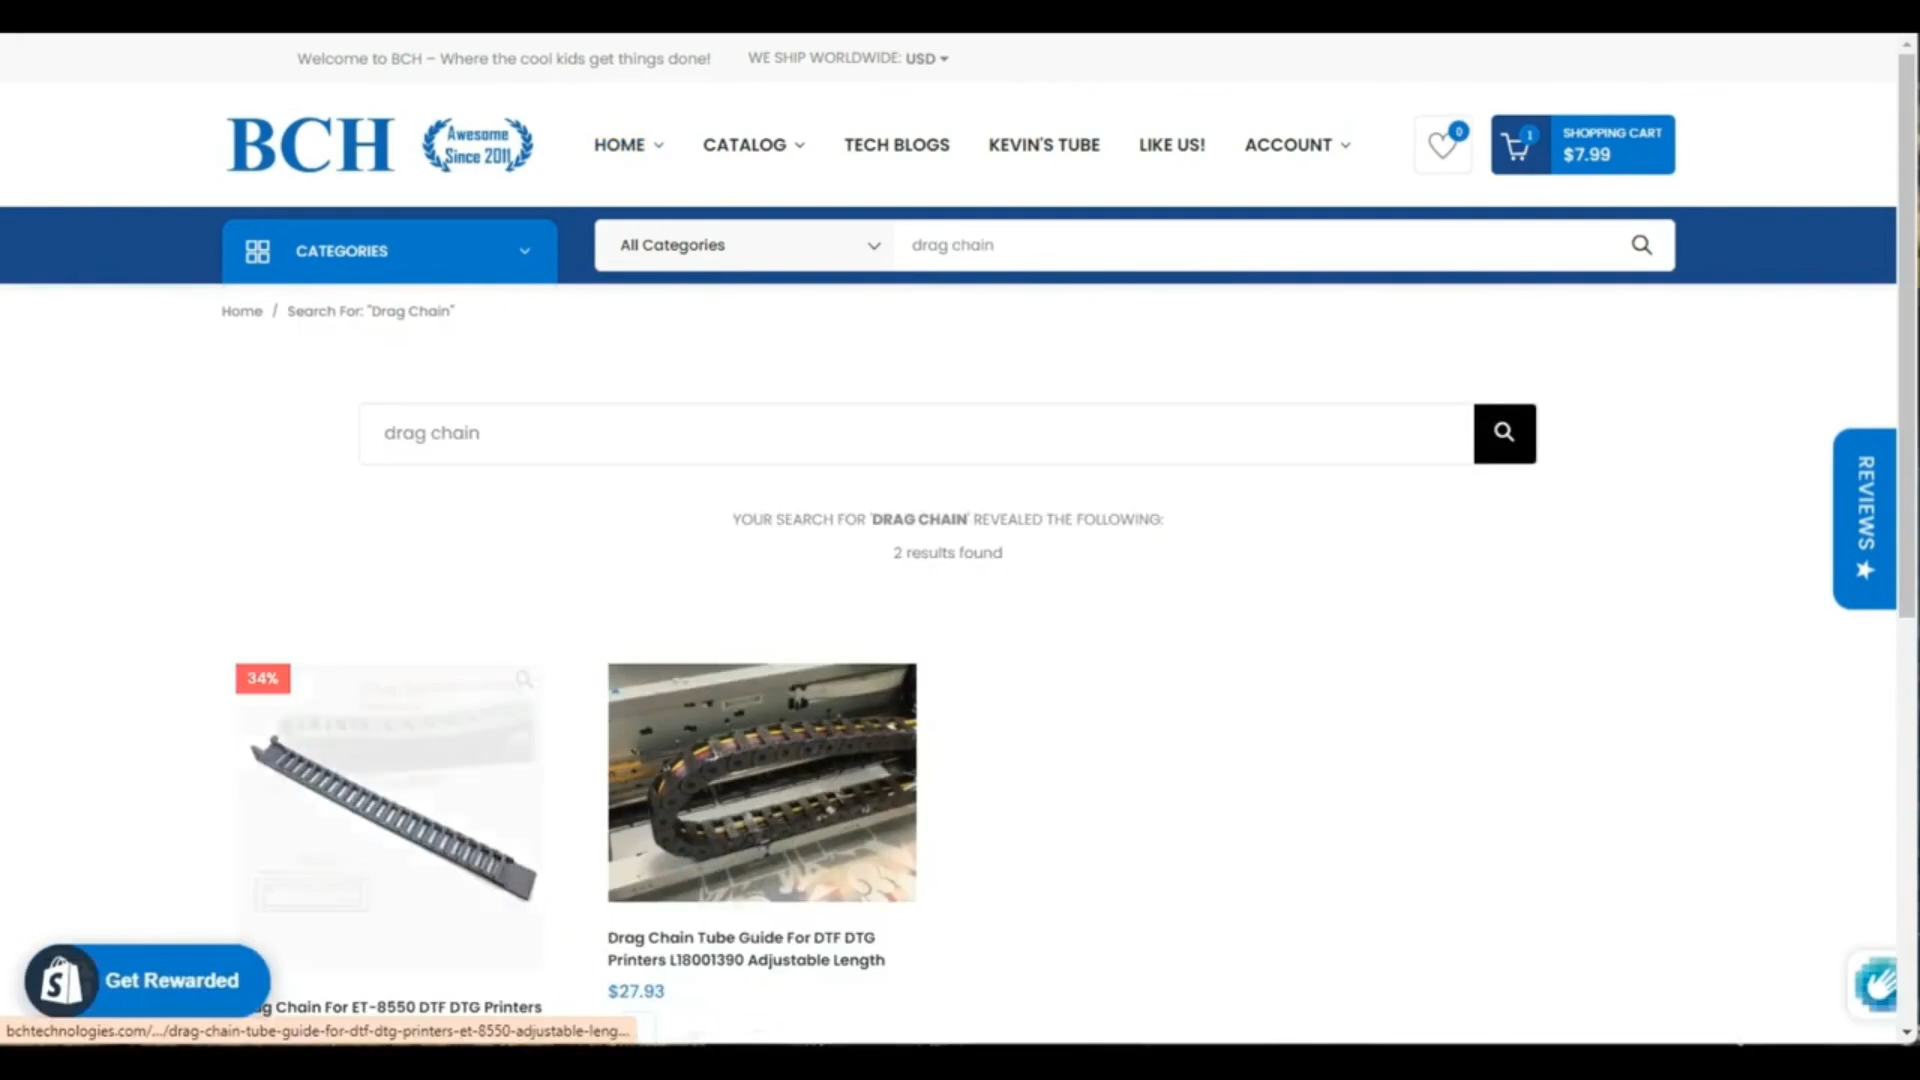 Welcome to BCH – Where the cool kids get things done!
WE SHIP WORLDWIDE: USD
BCH
Awesome
Since 2011
HOME
CATALOG
TECH BLOGS
KEVIN'S TUBE
LIKE US!
ACCOUNT
0
1
SHOPPING CART
$7.99
CATEGORIES
All Categories
drag chain
Home / Search For: "Drag Chain"
drag chain
YOUR SEARCH FOR "DRAG CHAIN" REVEALED THE FOLLOWING:
2 results found
REVIEWS ★
34%
Drag Chain Tube Guide For DTF DTG
Printers L18001390 Adjustable Length
$27.93
Get Rewarded
Chain For ET-8550 DTF DTG Printers
bchtechnologies.com/.../drag-chain-tube-guide-for-dtf-dtg-printers-et-8550-adjustable-leng...